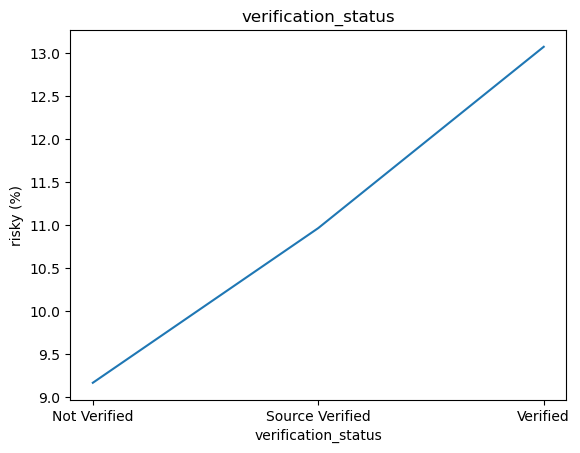 verification_status
13.0
12.5
12.0
11.5
11.0
10.5
10.0
9.5
9.0
risky (%)
Not Verified Source Verified Verified
verification_status